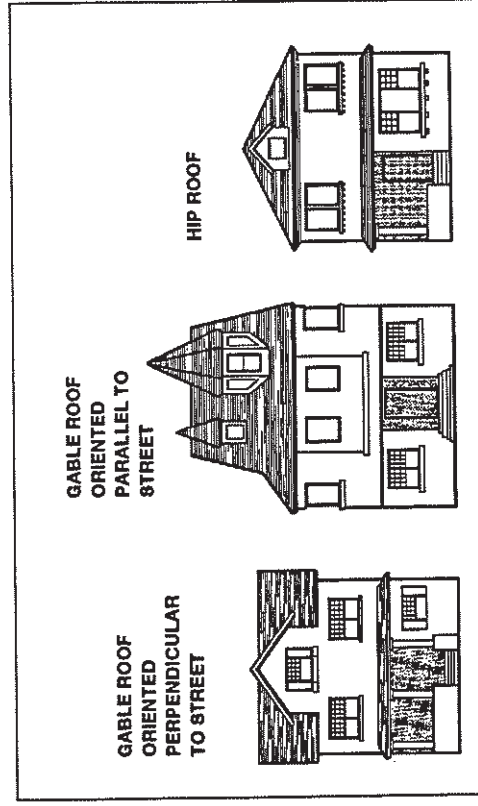 GABLE ROOF
ORIENTED
PERPENDICULAR
TO STREET
GABLE ROOF
ORIENTED
PARALLEL TO
STREET
HIP ROOF